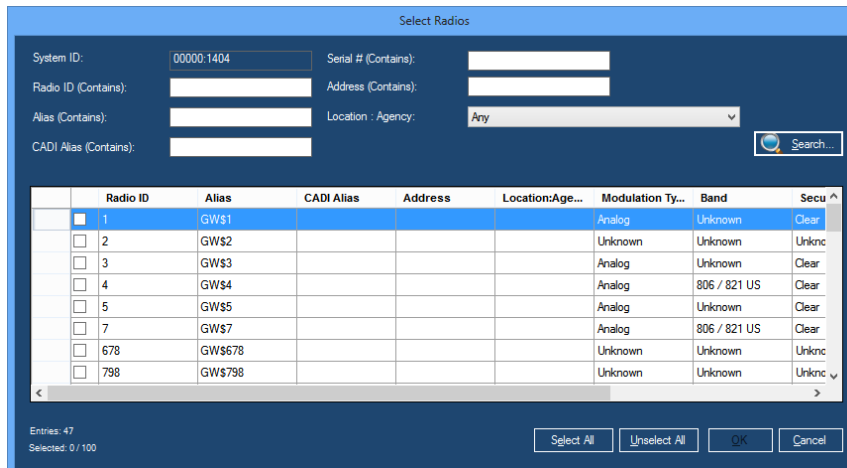 Select Radios
System ID: 00000:1404 Serial # (Contains):
Radio ID (Contains): Address (Contains):
Alias (Contains): Location : Agency: Any
CADI Alias (Contains):
Search...
Radio ID Alias CADI Alias Address Location:Age... Modulation Ty... Band Secu
1 GW$1 Analog Unknown Clear
2 GW$2 Unknown Unknown Unkno
3 GW$3 Analog Unknown Clear
4 GW$4 Analog 806 / 821 US Clear
5 GW$5 Analog Unknown Clear
7 GW$7 Analog 806 / 821 US Clear
678 GW$678 Unknown Unknown Unkno
798 GW$798 Unknown Unknown Unkno
Entries: 47
Selected: 0 / 100
Select All Unselect All OK Cancel